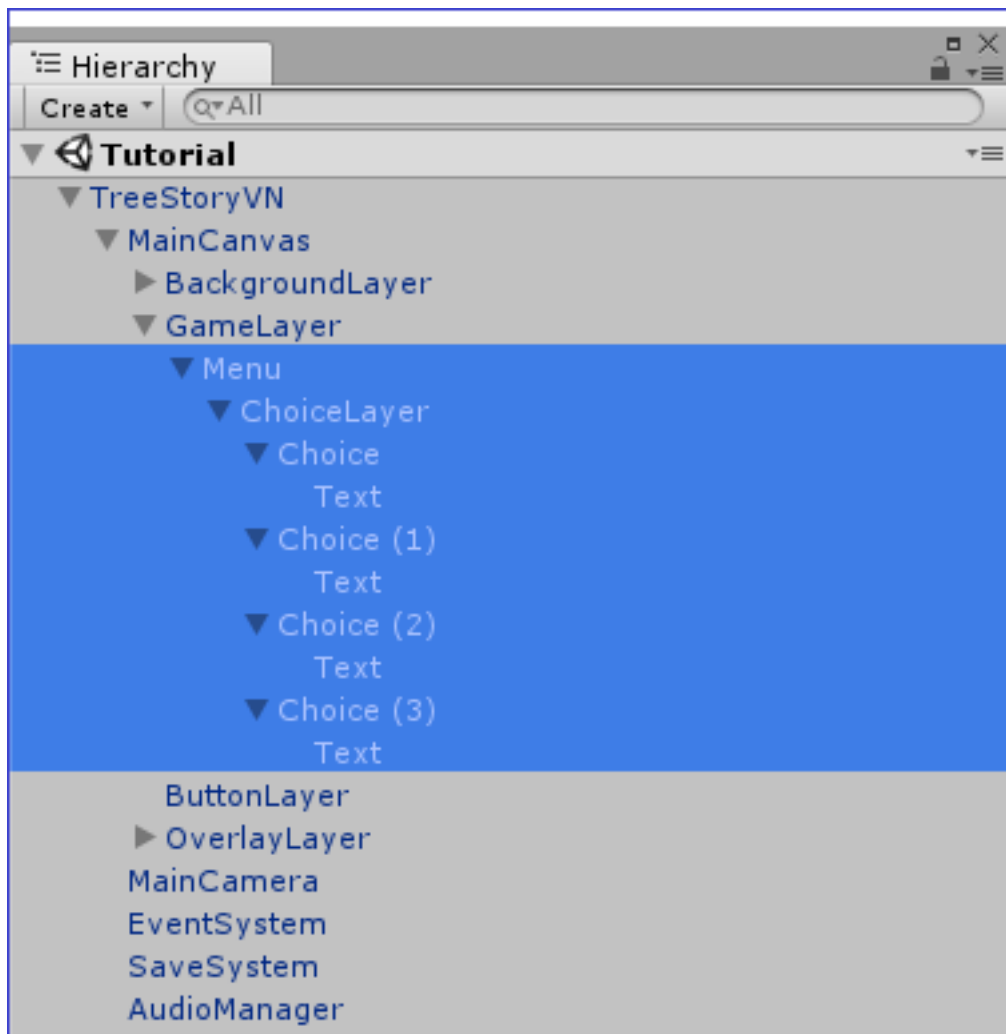 Hierarchy
Create All
Tutorial
TreeStoryVN
MainCanvas
BackgroundLayer
GameLayer
Menu
ChoiceLayer
Choice
Text
Choice (1)
Text
Choice (2)
Text
Choice (3)
Text
ButtonLayer
OverlayLayer
MainCamera
EventSystem
SaveSystem
AudioManager